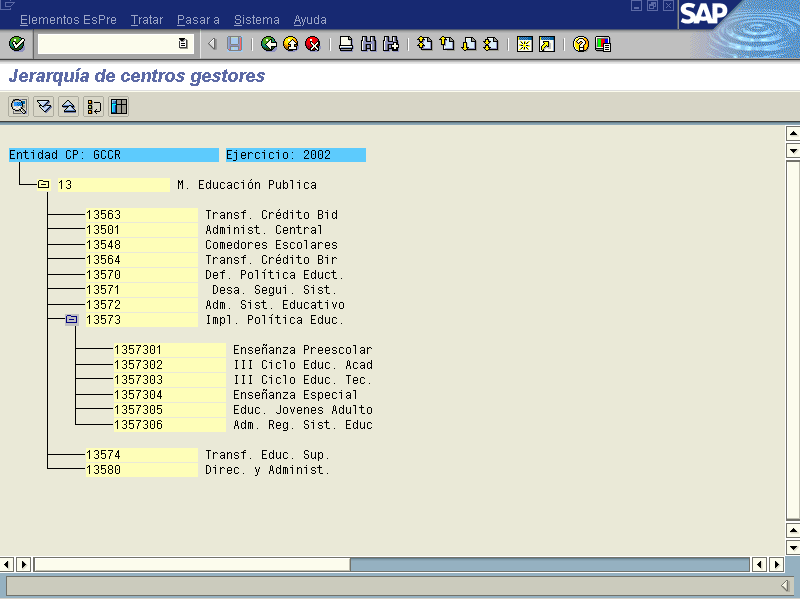 Elementos EsPre Tratar Pasar a Sistema Ayuda
SAP
Jerarquía de centros gestores
Entidad CP: GCCR Ejercicio: 2002
13 M. Educación Publica
13563 Transf. Crédito Bid
13501 Administ. Central
13548 Comedores Escolares
13564 Transf. Crédito Bir
13570 Def. Política Educt.
13571 Desa. Segui. Sist.
13572 Adm. Sist. Educativo
13573 Impl. Política Educ.
1357301 Enseñanza Preescolar
1357302 III Ciclo Educ. Acad
1357303 III Ciclo Educ. Tec.
1357304 Enseñanza Especial
1357305 Educ. Jovenes Adulto
1357306 Adm. Reg. Sist. Educ
13574 Transf. Educ. Sup.
13580 Direc. y Administ.